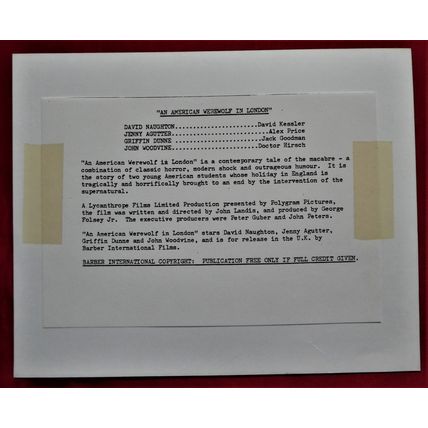 "AN AMERICAN WEREWOLF IN LONDON"
DAVID NAUGHTON.......................David Kessler
JENNY AGUTTER........................Alex Price
GRIFFIN DUNNE........................Jack Goodman
JOHN WOODVINE........................Doctor Hirsch
"An American Werewolf in London" is a contemporary tale of the macabre - a
combination of classic horror, modern shock and outrageous humour. It is
the story of two young American students whose holiday in England is
tragically and horrifically brought to an end by the intervention of the
supernatural.
A Lycanthrope Films Limited Production presented by Polygram Pictures,
the film was written and directed by John Landis, and produced by George
Folsey Jr. The executive producers were Peter Guber and John Peters.
"An American Werewolf in London" stars David Naughton, Jenny Agutter,
Griffin Dunne and John Woodvine, and is for release in the U.K. by
Barber International Films.
BARBER INTERNATIONAL COPYRIGHT: PUBLICATION FREE ONLY IF FULL CREDIT GIVEN.